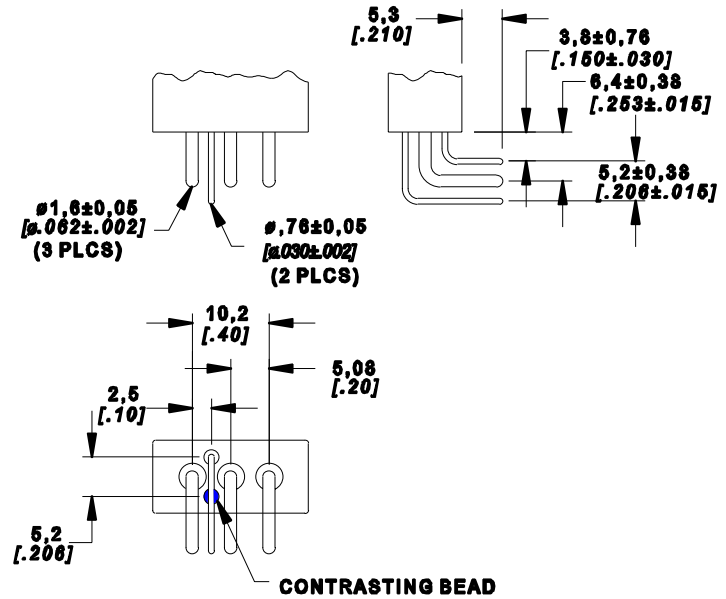 5,3
[.210]
3,8±0,76
[.150±.030]
6,4±0,38
[.253±.015]
5,2±0,38
[.206±.015]
ø1,6±0,05
[ø.062±.002]
(3 PLCS)
ø,76±0,05
[ø.030±.002]
(2 PLCS)
10,2
[.40]
5,08
[.20]
2,5
[.10]
5,2
[.206]
CONTRASTING BEAD